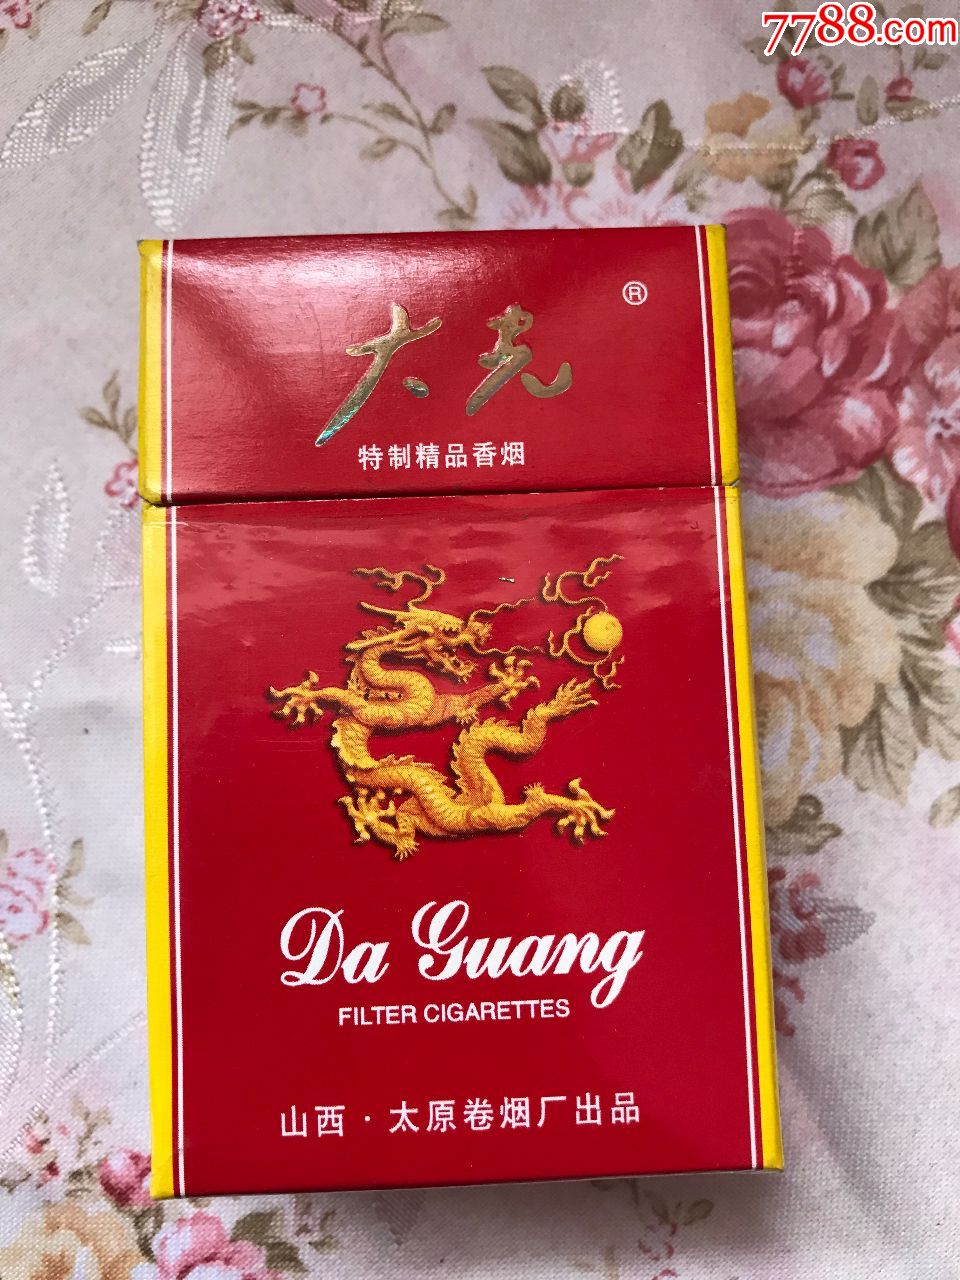 7788.com
大光
®
特制精品香烟
Da Guang
FILTER CIGARETTES
山西·太原卷烟厂出品